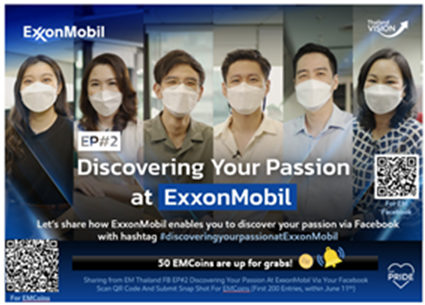 ExxonMobil
Thailand
VISION
EP#2
Discovering Your Passion
at ExxonMobil
For EM
Facebook
Let's share how ExxonMobil enables you to discover your passion via Facebook
with hashtag #discoveringyourpassionatExxonMobil
50 EMCoins are up for grabs!
Sharing from EM Thailand FB EP#2 Discovering Your Passion At ExxonMobil Via Your Facebook
Scan QR Code And Submit Snap Shot For EMCoins (First 200 Entries, within June 11st)
For EMCoins
PRIDE